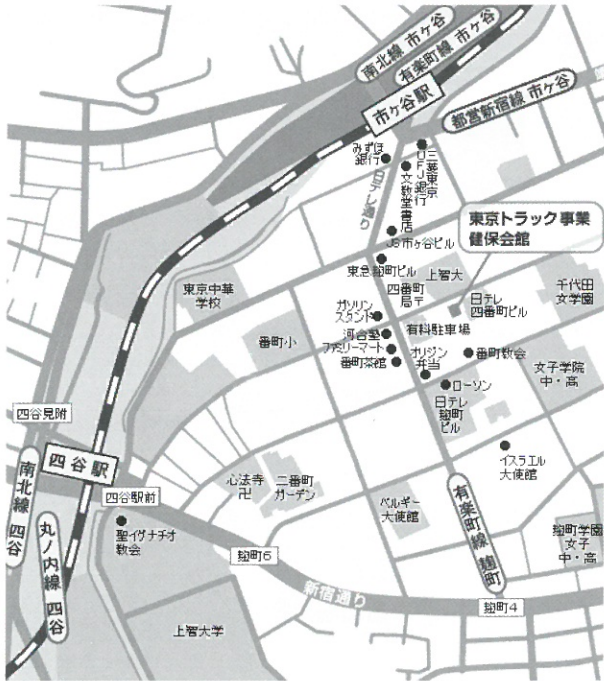 南北線 市ヶ谷
有楽町線 市ヶ谷
市ヶ谷駅
都営新宿線 市ヶ谷
みずほ
銀行
三菱東京
UFJ銀行
文教堂書店
日テレ通り
JS市ヶ谷ビル
東京トラック事業
健保会館
東急麹町ビル
上智大
四番町
局〒
日テレ
四番町ビル
千代田
女学園
東京中華
学校
ガソリン
スタンド
有料駐車場
番町小
河合塾
ファミリーマート
番町茶館
オリジン
弁当
番町教会
女子学院
中・高
ローソン
日テレ
麹町
ビル
四谷見附
イスラエル
大使館
四谷駅
南北線 四谷
四谷駅前
心法寺
卍
二番町
ガーデン
ベルギー
大使館
有楽町線 麹町
丸ノ内線 四谷
聖イグナチオ
教会
麹町6
麹町学園
女子
中・高
新宿通り
麹町4
上智大学